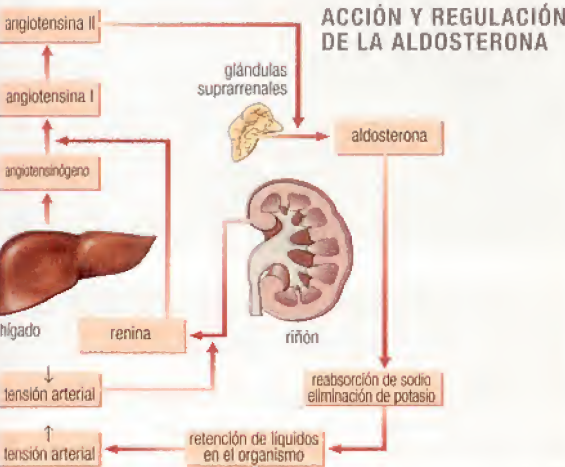 ACCIÓN Y REGULACIÓN
DE LA ALDOSTERONA
angiotensina II
glándulas
suprarrenales
angiotensina I
aldosterona
angiotensinógeno
hígado
renina
riñón
↓
tensión arterial
reabsorción de sodio
eliminación de potasio
↑
tensión arterial
retención de líquidos
en el organismo